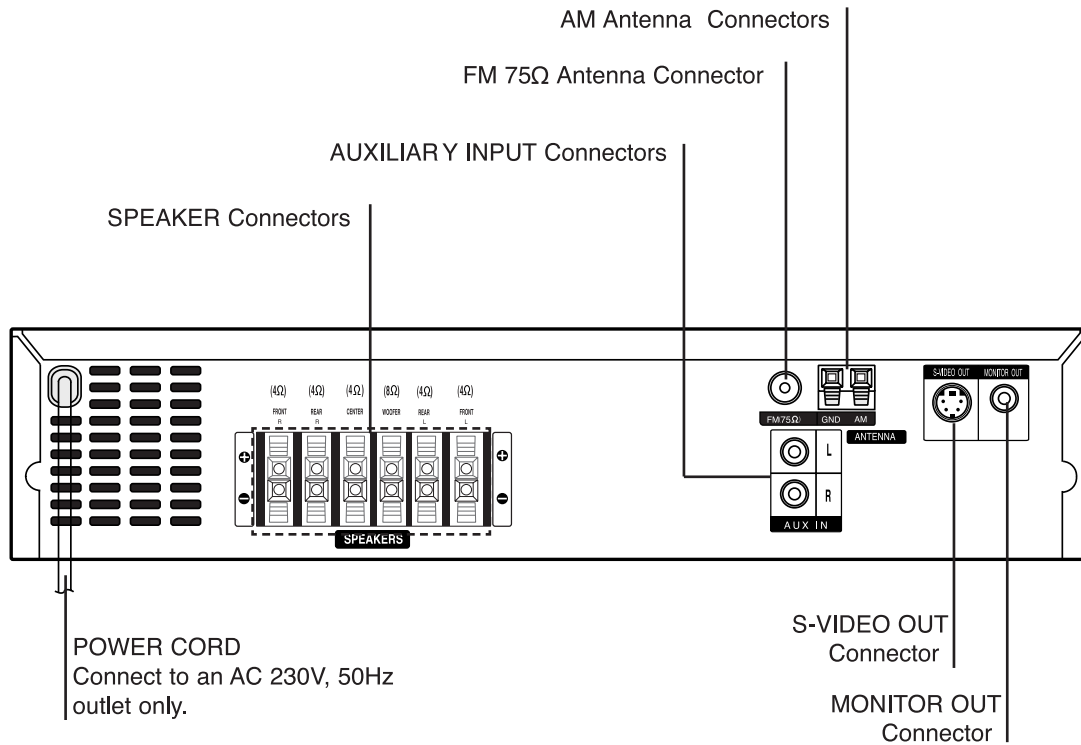 AM Antenna Connectors
FM 75Ω Antenna Connector
AUXILIARY INPUT Connectors
SPEAKER Connectors
(4Ω) (4Ω) (4Ω) (8Ω) (4Ω) (4Ω)
FRONT REAR CENTER WOOFER REAR FRONT
R R L L
SPEAKERS
FM(75Ω) GND AM
ANTENNA
L
R
AUX IN
S-VIDEO OUT MONITOR OUT
POWER CORD
Connect to an AC 230V, 50Hz
outlet only.
S-VIDEO OUT
Connector
MONITOR OUT
Connector